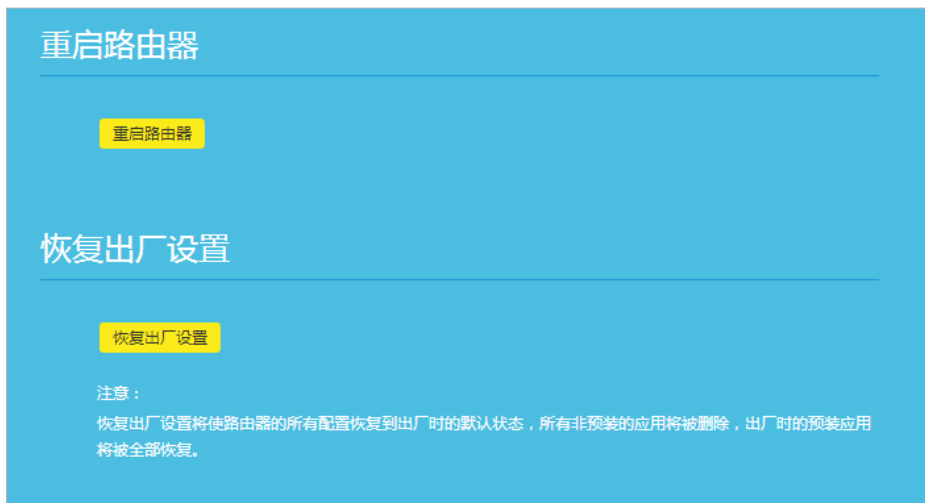 重启路由器
重启路由器
恢复出厂设置
恢复出厂设置
注意：
恢复出厂设置将使路由器的所有配置恢复到出厂时的默认状态，所有非预装的应用将被删除，出厂时的预装应用
将被全部恢复。